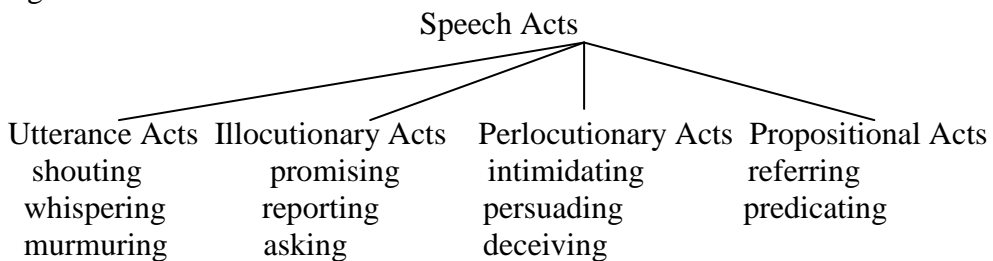 Speech Acts
Utterance Acts Illocutionary Acts Perlocutionary Acts Propositional Acts
shouting promising intimidating referring
whispering reporting persuading predicating
murmuring asking deceiving